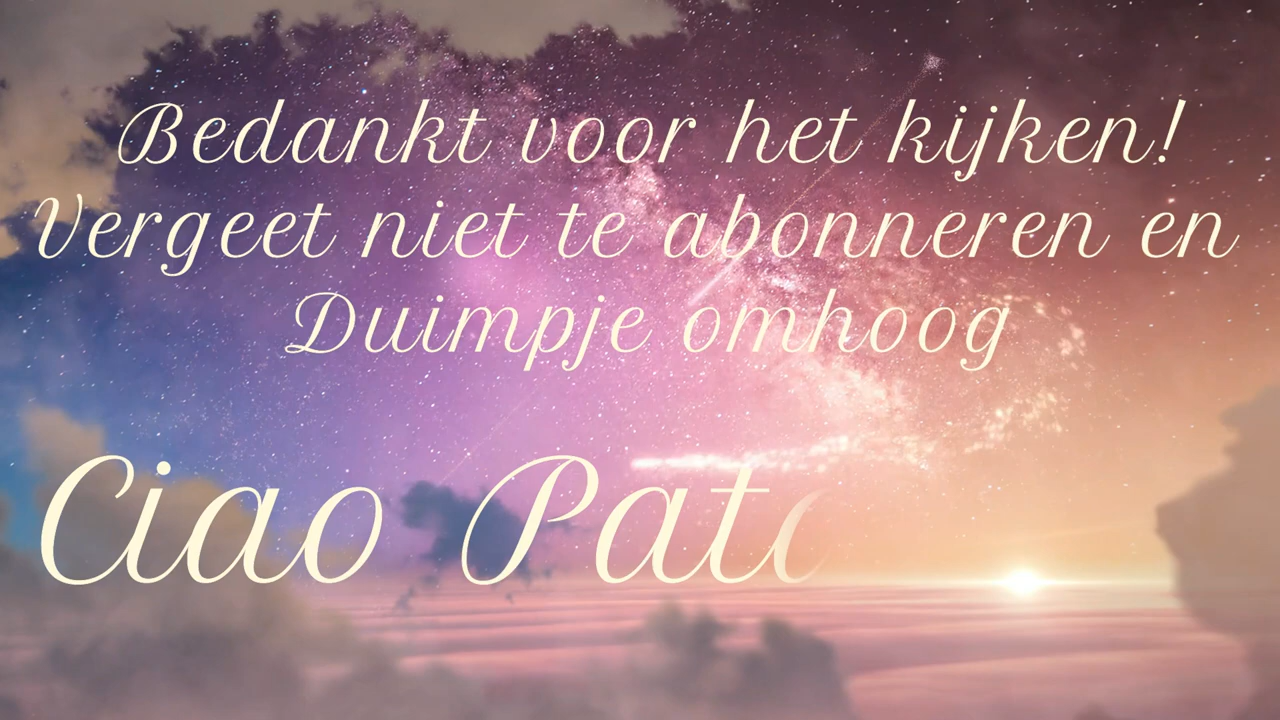 Bedankt voor het kijken!
Vergeet niet te abonneren en
Duimpje omhoog
Ciao